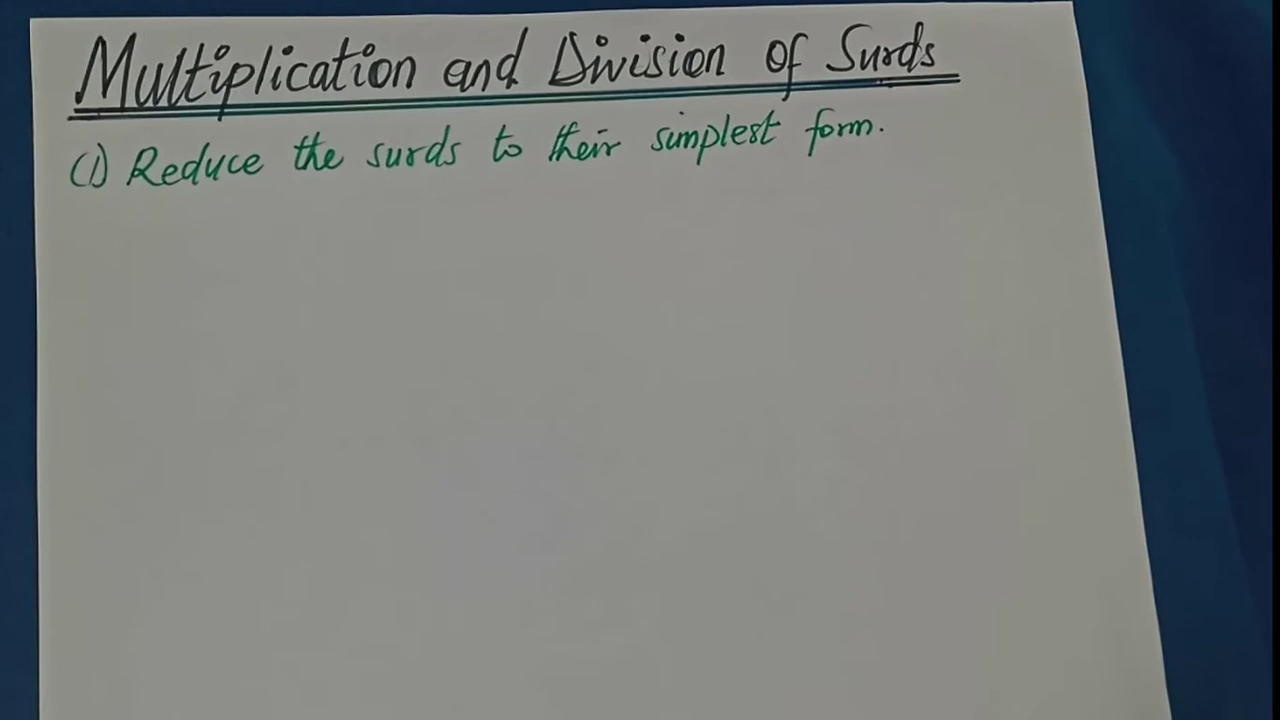 Multiplication and Division of Surds
(1) Reduce the surds to their simplest form.